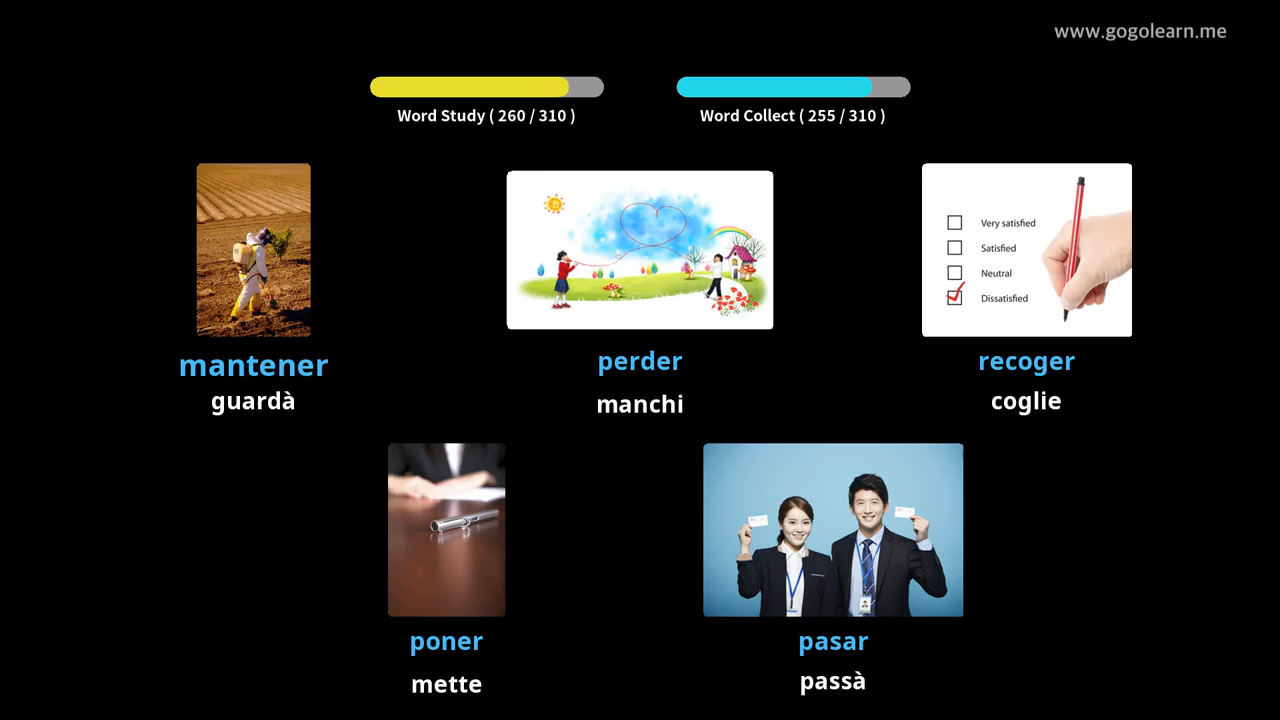 www.gogolearn.me
Word Study ( 260 / 310 )
Word Collect ( 255 / 310 )
Very satisfied
Satisfied
Neutral
Dissatisfied
mantener
guardà
perder
manchi
recoger
coglie
poner
mette
pasar
passà